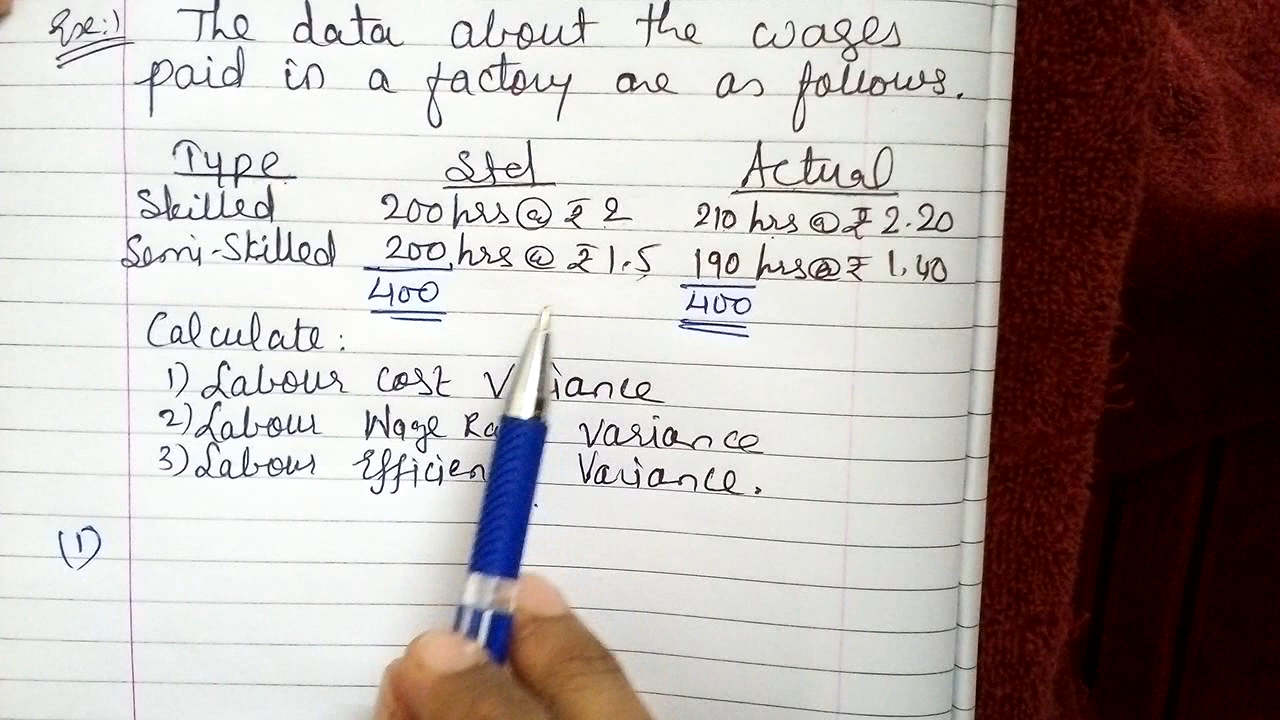 Ex:1 The data about the wages
paid in a factory are as follows.
Type Std Actual
Skilled 200 hrs @ ₹ 2 210 hrs @ ₹ 2.20
Semi-Skilled 200 hrs @ ₹ 1.5 190 hrs @ ₹ 1.40
400 400
Calculate:
1) Labour Cost
2) Labour Wage Variance
3) Labour Variance.
(1)